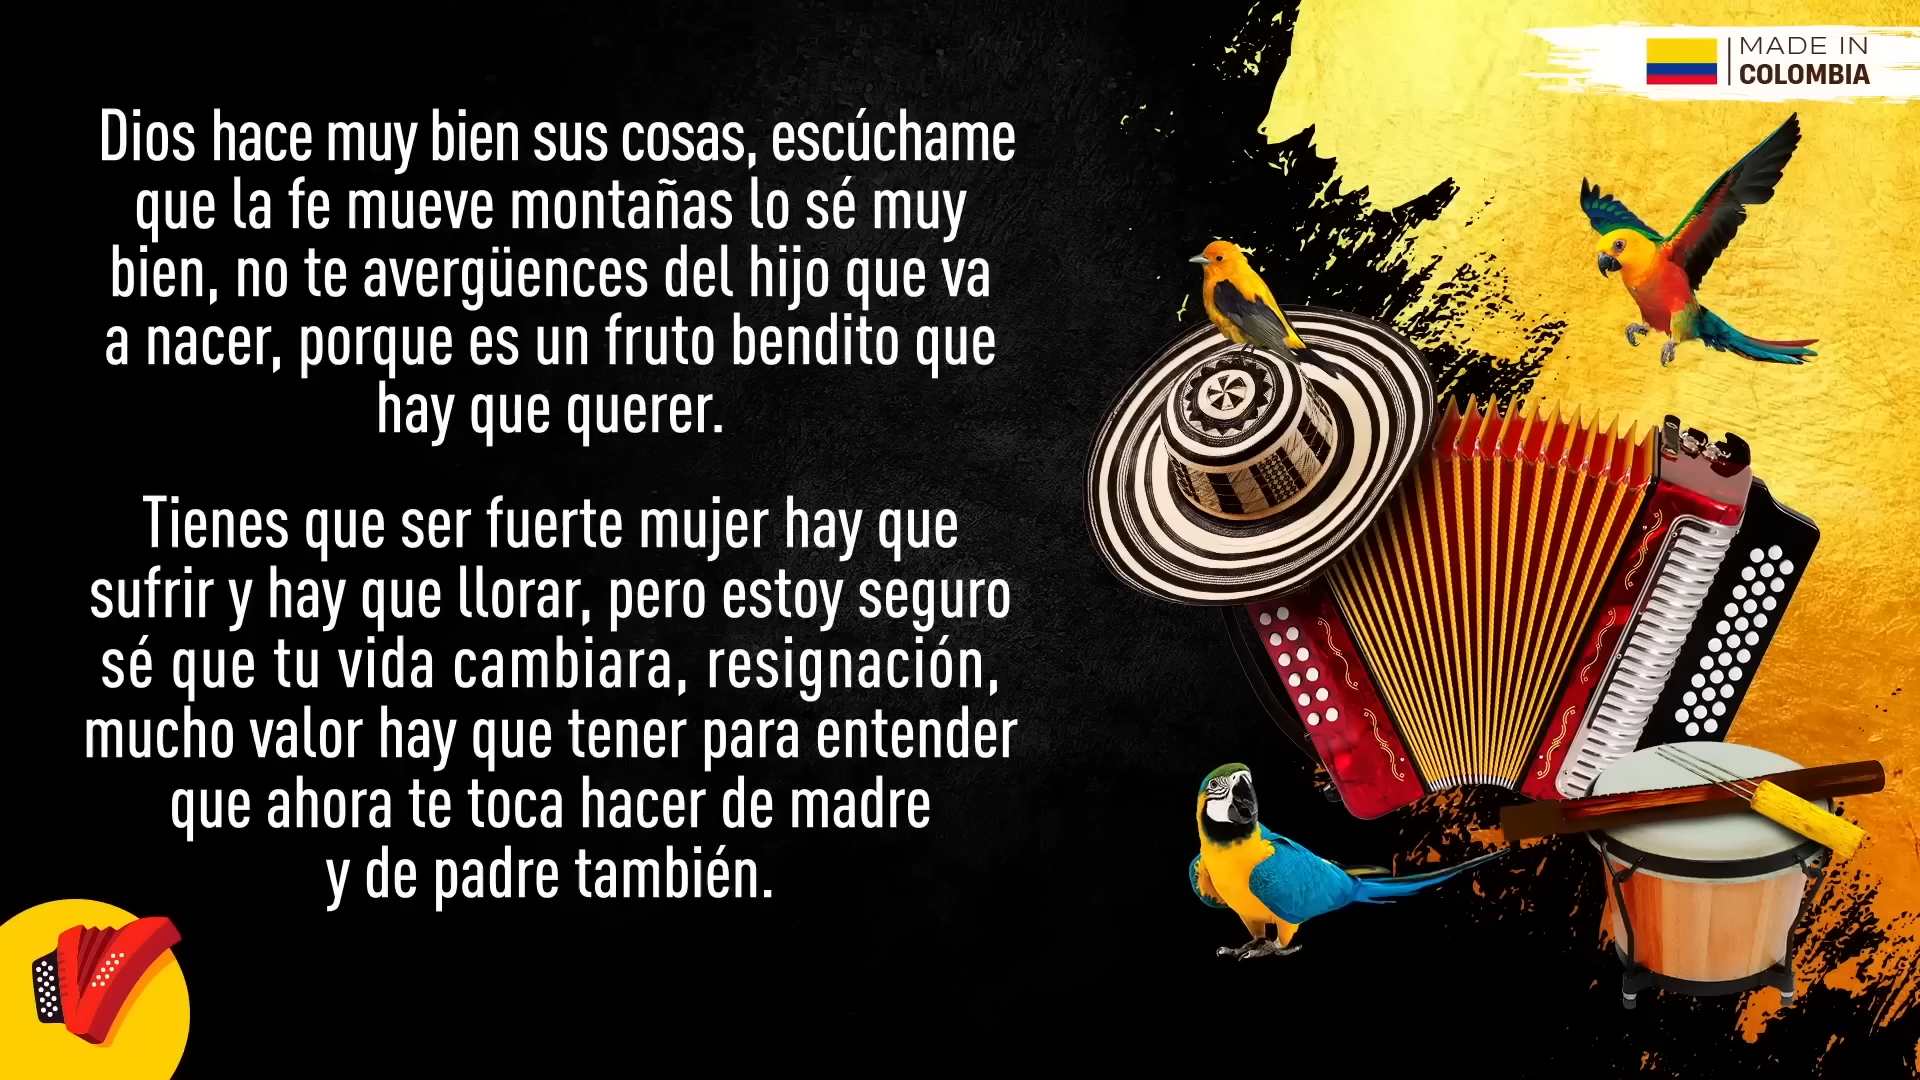 MADE IN
COLOMBIA
Dios hace muy bien sus cosas, escúchame
que la fe mueve montañas lo sé muy
bien, no te avergüences del hijo que va
a nacer, porque es un fruto bendito que
hay que querer.
Tienes que ser fuerte mujer hay que
sufrir y hay que llorar, pero estoy seguro
sé que tu vida cambiara, resignación,
mucho valor hay que tener para entender
que ahora te toca hacer de madre
y de padre también.